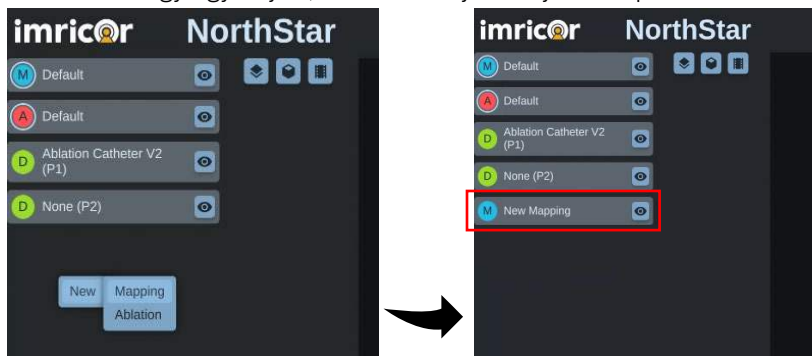 imricor NorthStar
M Default
A Default
D Ablation Catheter V2
(P1)
D None (P2)
New Mapping
Ablation
imricor NorthStar
M Default
A Default
D Ablation Catheter V2
(P1)
D None (P2)
M New Mapping